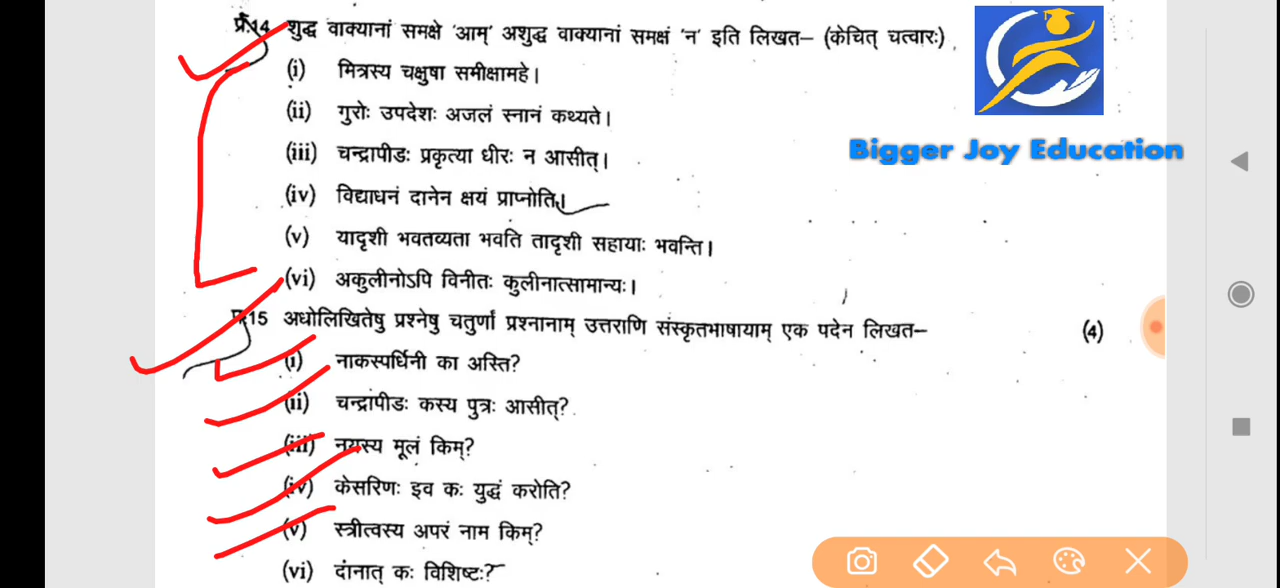 प्र.14 शुद्ध वाक्यानां समक्षे 'आम्' अशुद्ध वाक्यानां समक्षं 'न' इति लिखत– (केचित् चत्वारः)
(i) मित्रस्य चक्षुषा समीक्षामहे।
(ii) गुरोः उपदेशः अजलं स्नानं कथ्यते।
(iii) चन्द्रापीडः प्रकृत्या धीरः न आसीत्।
(iv) विद्याधनं दानेन क्षयं प्राप्नोति।
(v) यादृशी भवतव्यता भवति तादृशी सहायाः भवन्ति।
(vi) अकुलीनोऽपि विनीतः कुलीनात्सामान्यः।
Bigger Joy Education
प्र.15 अधोलिखितेषु प्रश्नेषु चतुर्णां प्रश्नानाम् उत्तराणि संस्कृतभाषायाम् एक पदेन लिखत– (4)
(i) नाकस्पर्धिनी का अस्ति?
(ii) चन्द्रापीडः कस्य पुत्रः आसीत्?
(iii) नयस्य मूलं किम्?
(iv) केसरिणः इव कः युद्धं करोति?
(v) स्त्रीत्वस्य अपरं नाम किम्?
(vi) दानात् कः विशिष्टः?